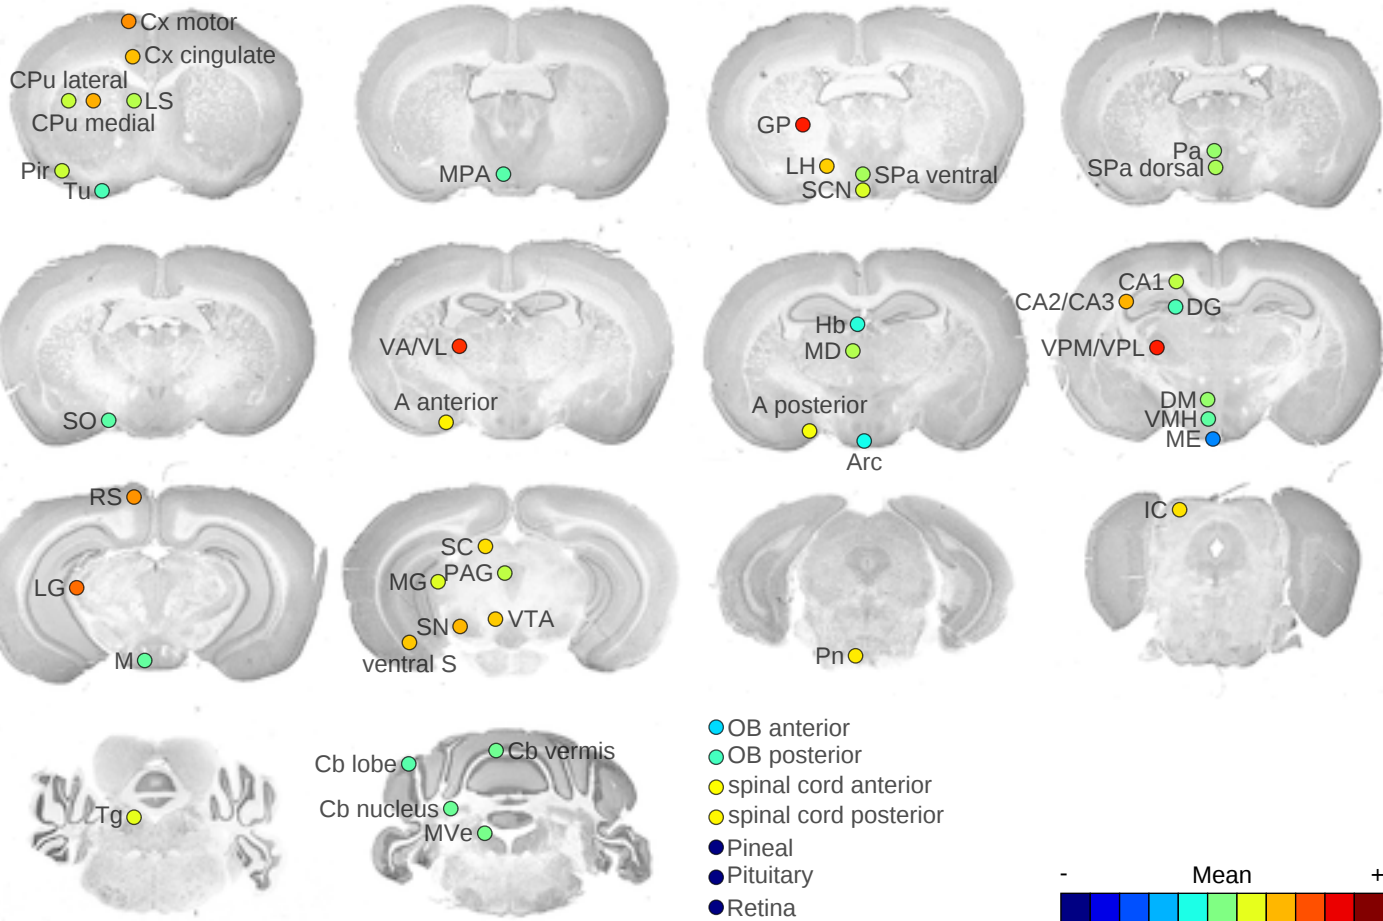 Cx motor
Cx cingulate
CPu lateral
LS
CPu medial
Pir
Tu
MPA
GP
LH
SPa ventral
SCN
Pa
SPa dorsal
SO
VA/VL
A anterior
Hb
MD
A posterior
Arc
CA1
CA2/CA3
DG
VPM/VPL
DM
VMH
ME
RS
LG
M
SC
PAG
MG
VTA
SN
ventral S
Pn
IC
Tg
Cb vermis
Cb lobe
Cb nucleus
MVe
OB anterior
OB posterior
spinal cord anterior
spinal cord posterior
Pineal
Pituitary
Retina
- Mean +